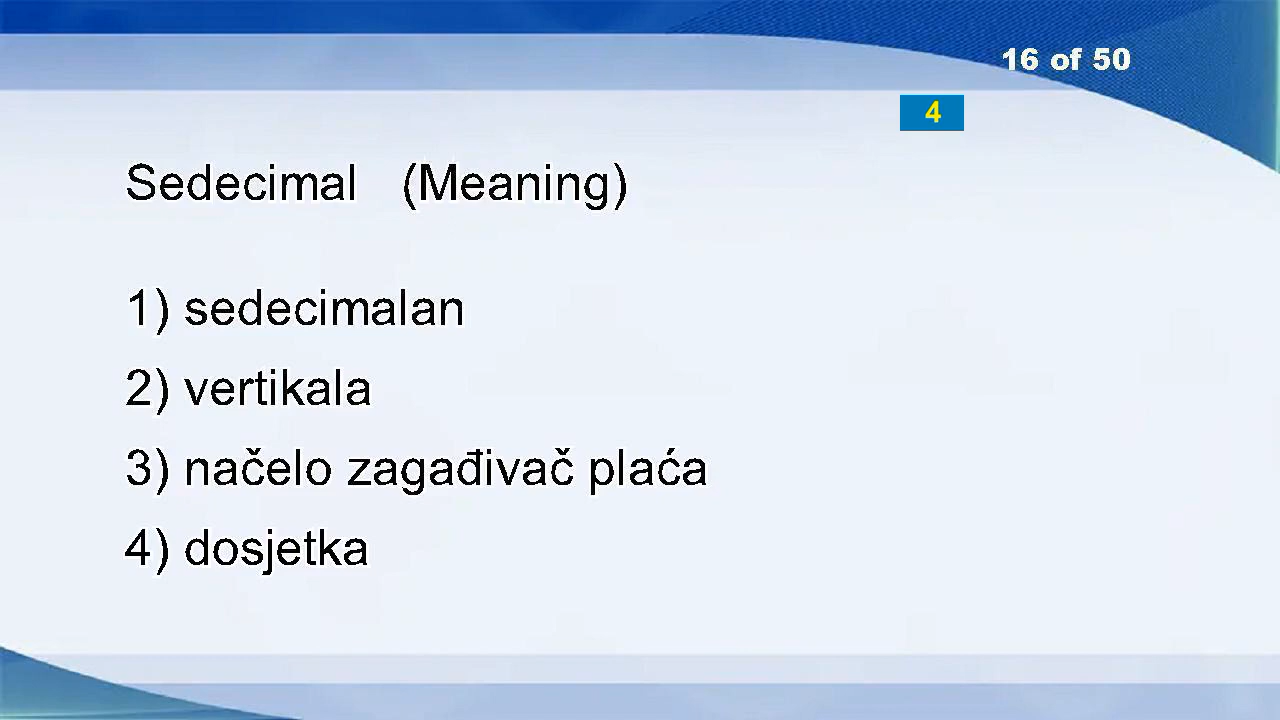 16 of 50
4
Sedecimal (Meaning)
1) sedecimalan
2) vertikala
3) načelo zagađivač plaća
4) dosjetka